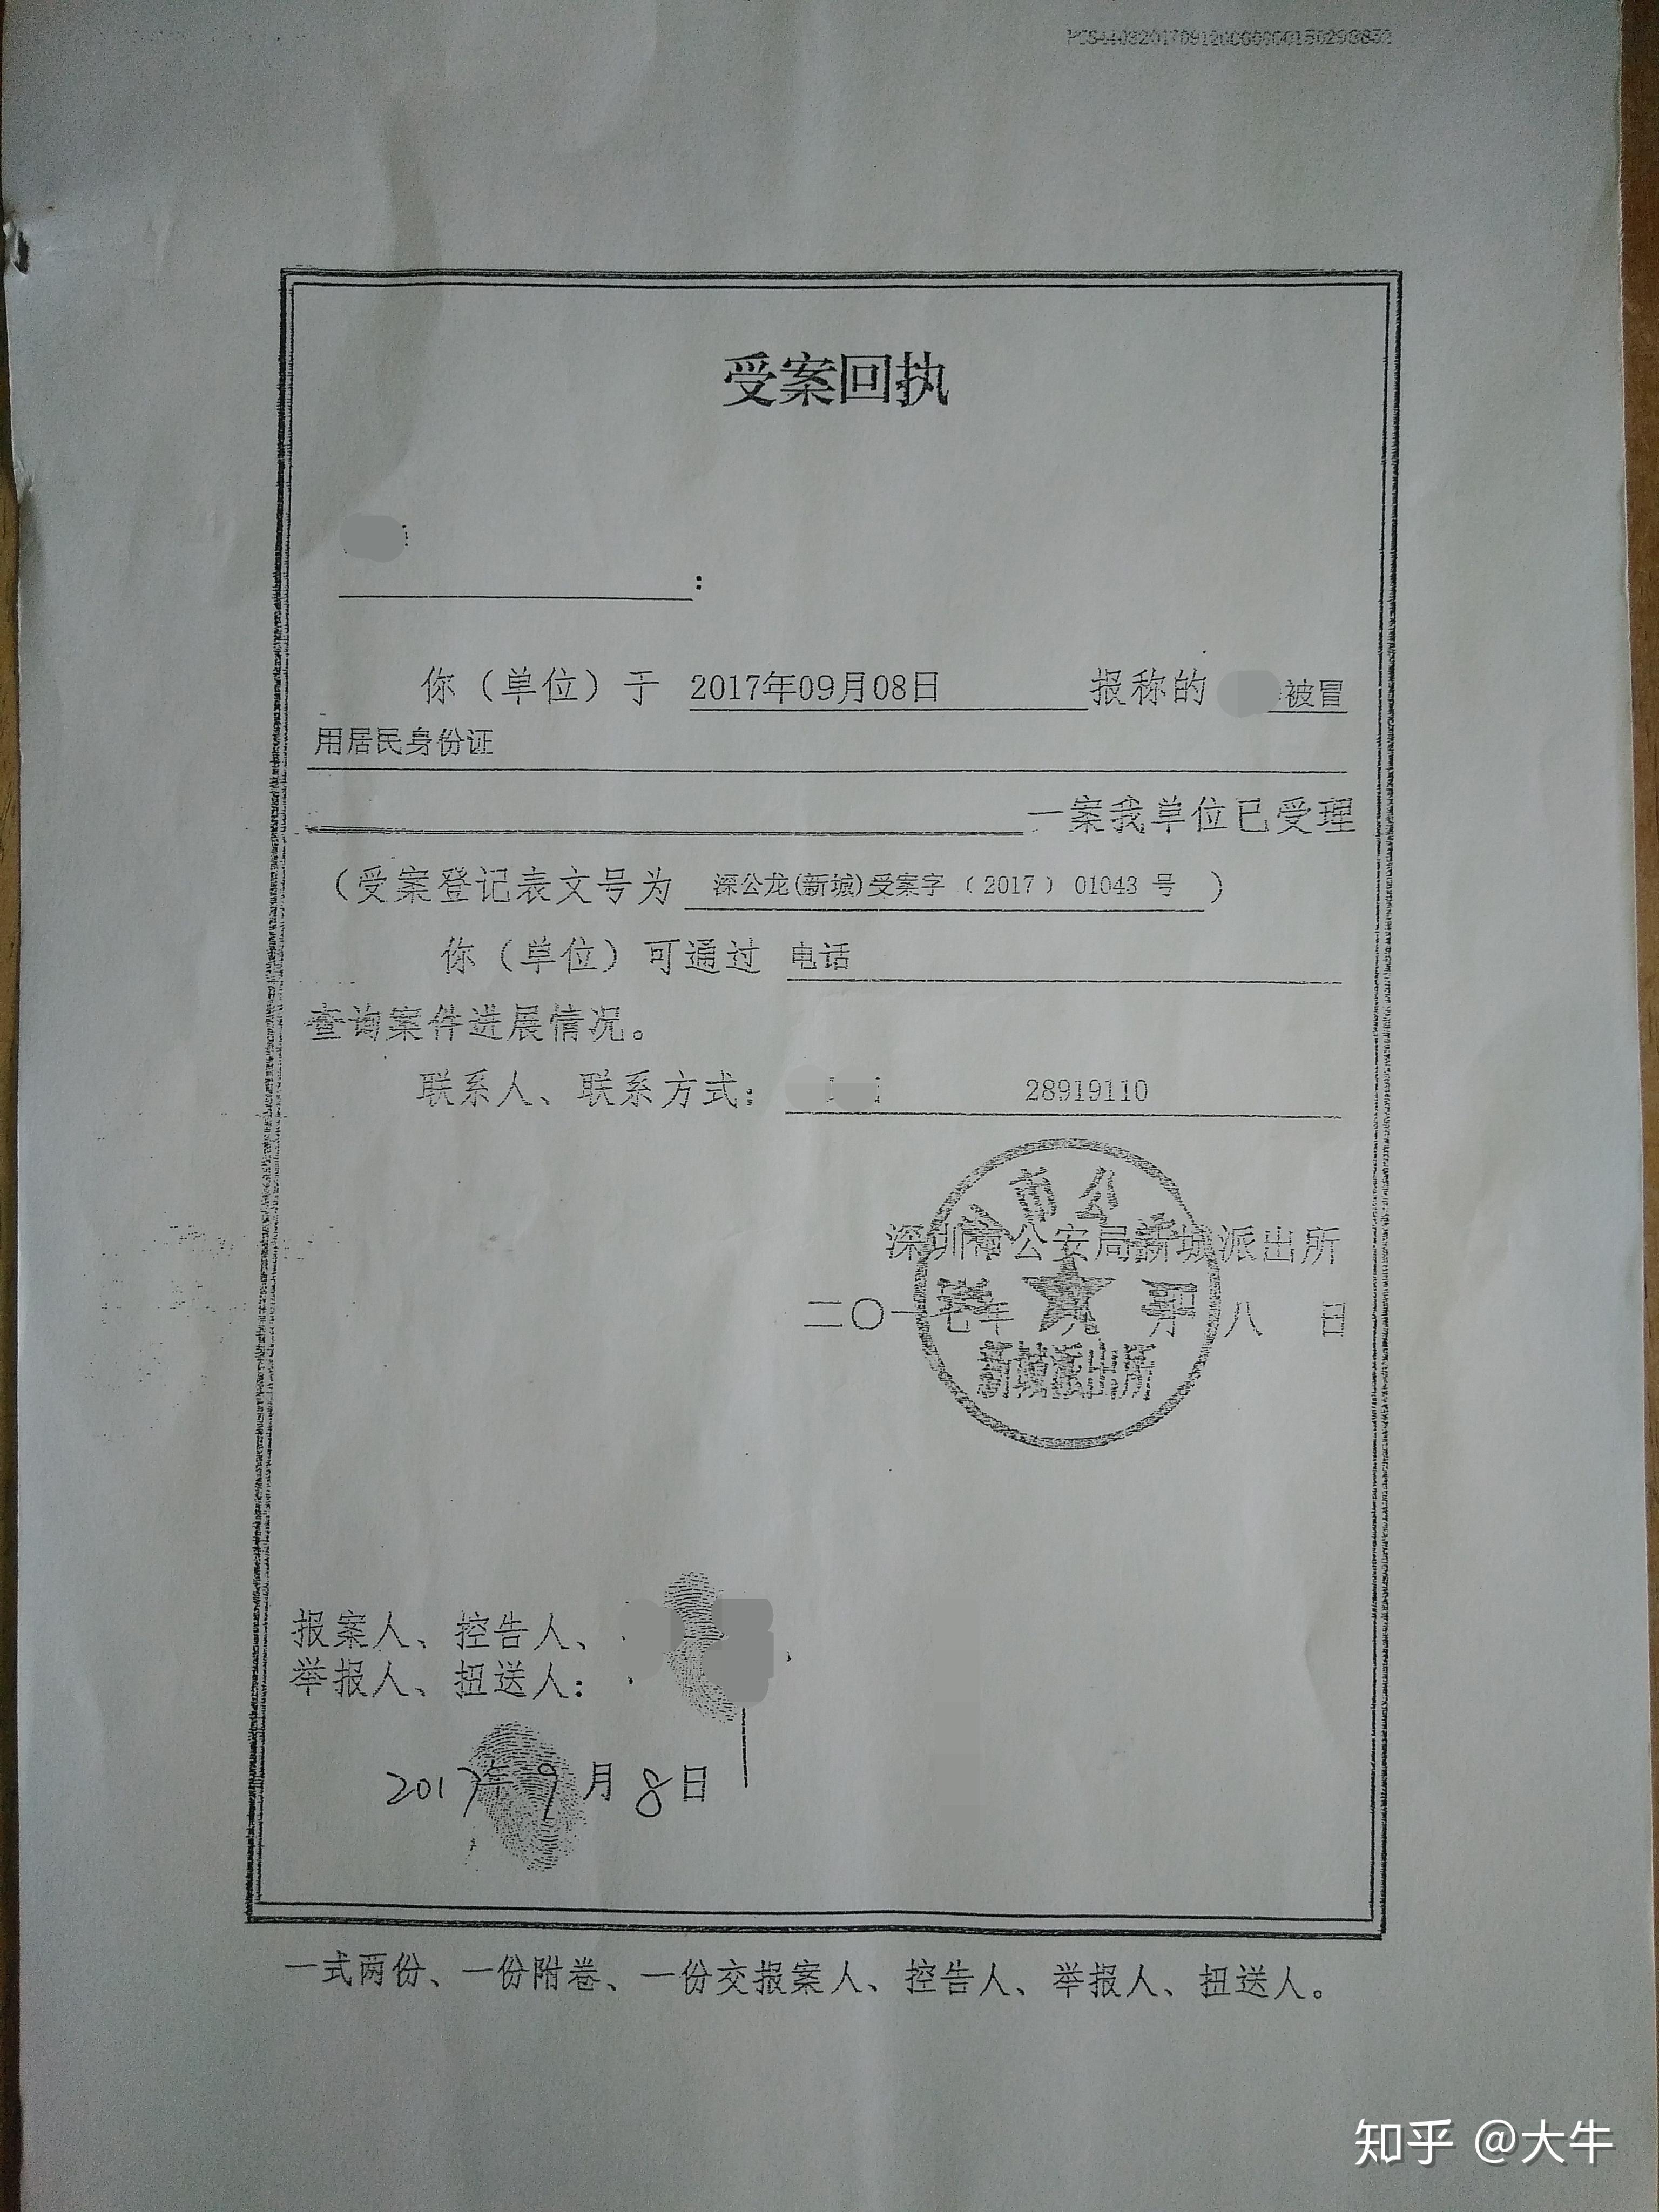 受案回执
：
你（单位）于 2017年09月08日 报称的 被冒
用居民身份证
一案我单位已受理
（受案登记表文号为 深公龙(新城)受案字（2017）01043 号 ）
你（单位）可通过 电话
查询案件进展情况。
联系人、联系方式： 28919110
市公
深圳市公安局新城派出所
二〇一七年 九 月 八 日
新城派出所
报案人、控告人、
举报人、扭送人：
2017年9月8日
一式两份、一份附卷、一份交报案人、控告人、举报人、扭送人。
知乎 @大牛